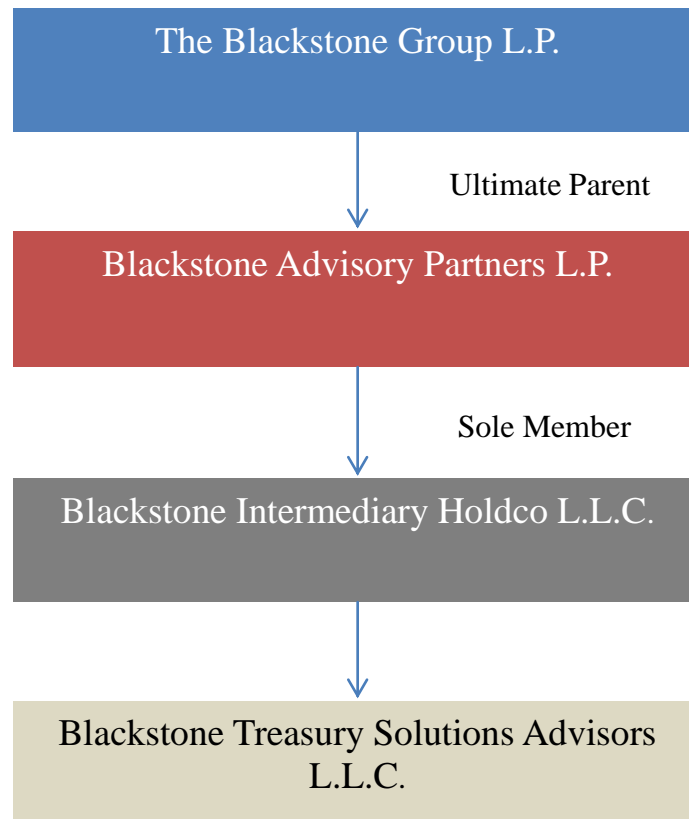 The Blackstone Group L.P.
Ultimate Parent
Blackstone Advisory Partners L.P.
Sole Member
Blackstone Intermediary Holdco L.L.C.
Blackstone Treasury Solutions Advisors
L.L.C.